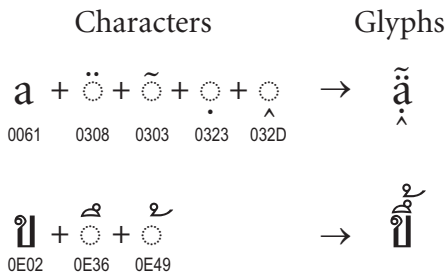 Characters Glyphs
a + ◌̈ + ◌̃ + ◌̣ + ◌̭ → ạ̭̈̃
0061 0308 0303 0323 032D
ข + ◌ึ + ◌้ → ขึ้
0E02 0E36 0E49